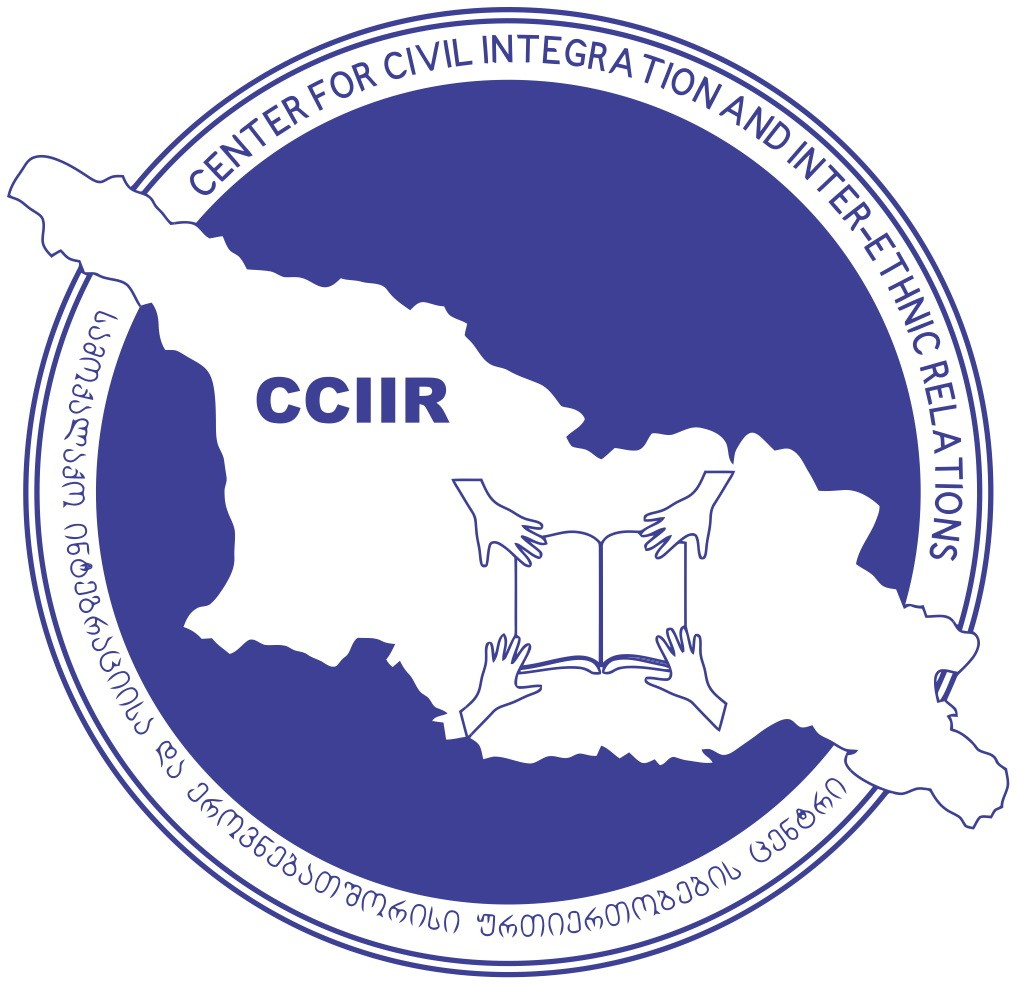 CENTER FOR CIVIL INTEGRATION AND INTER-ETHNIC RELATIONS
CCIIR
სამოქალაქო ინტეგრაციისა და ეროვნებათშორისი ურთიერთობების ცენტრი